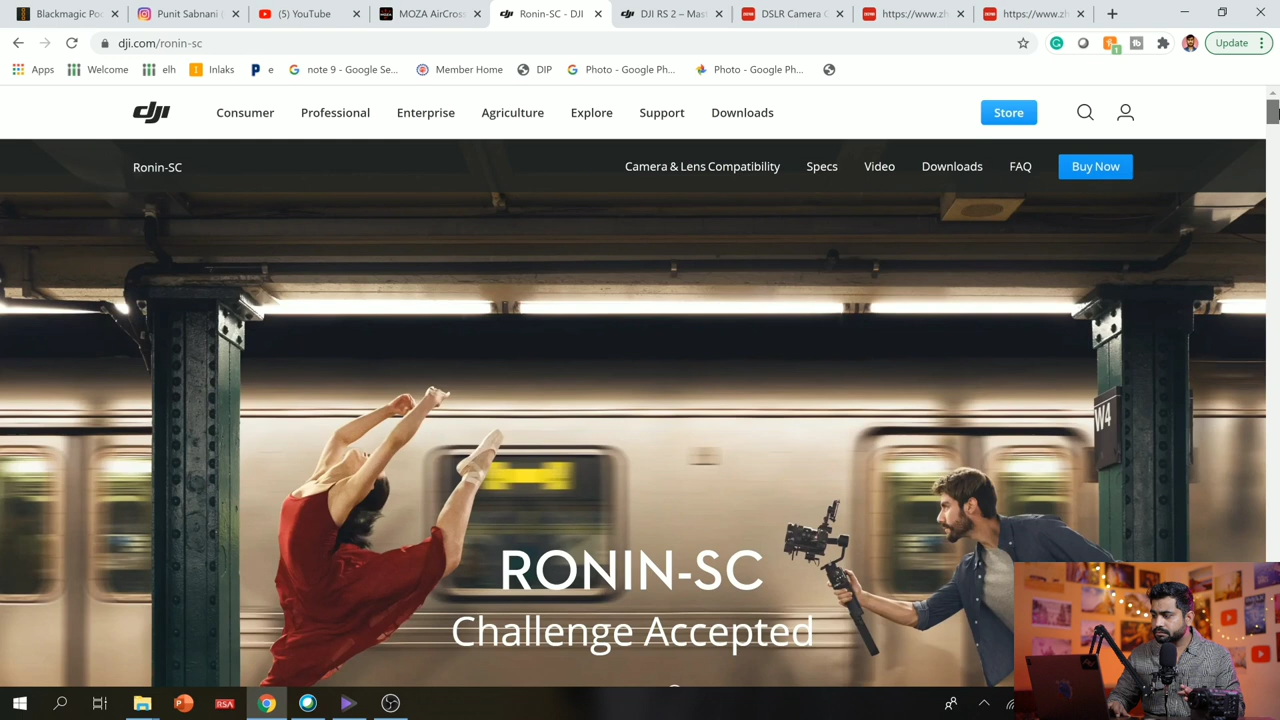 Blackmagic Po
Punit Sabnani
(5) YouTube
MOZA AirCros
Ronin-SC - DJI
DJI RS 2 – Mast
DSLR Camera G
https://www.zh
https://www.zh
dji.com/ronin-sc
Update
Apps
Welcome
elh
Inlaks
e
note 9 - Google Se...
Member Home
DIP
Photo - Google Ph...
Photo - Google Ph...
dji
Consumer
Professional
Enterprise
Agriculture
Explore
Support
Downloads
Store
Ronin-SC
Camera & Lens Compatibility
Specs
Video
Downloads
FAQ
Buy Now
W4
RONIN-SC
Challenge Accepted
RSA